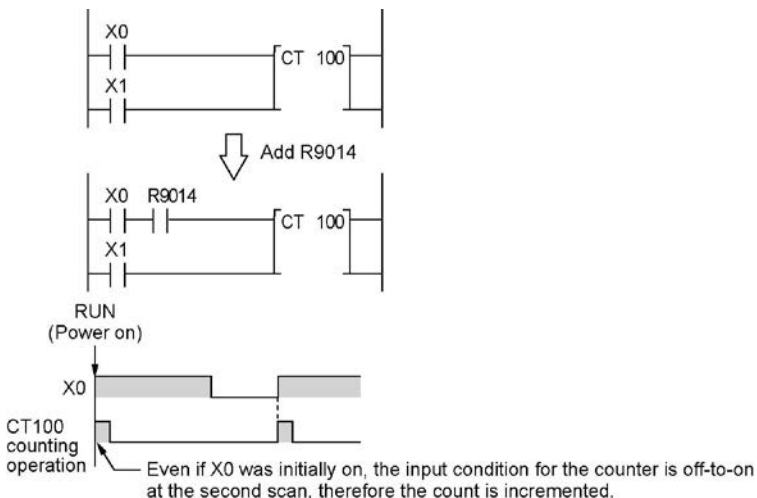 X0
CT 100
X1
Add R9014
X0 R9014
CT 100
X1
RUN
(Power on)
X0
CT100
counting
operation
Even if X0 was initially on, the input condition for the counter is off-to-on
at the second scan, therefore the count is incremented.